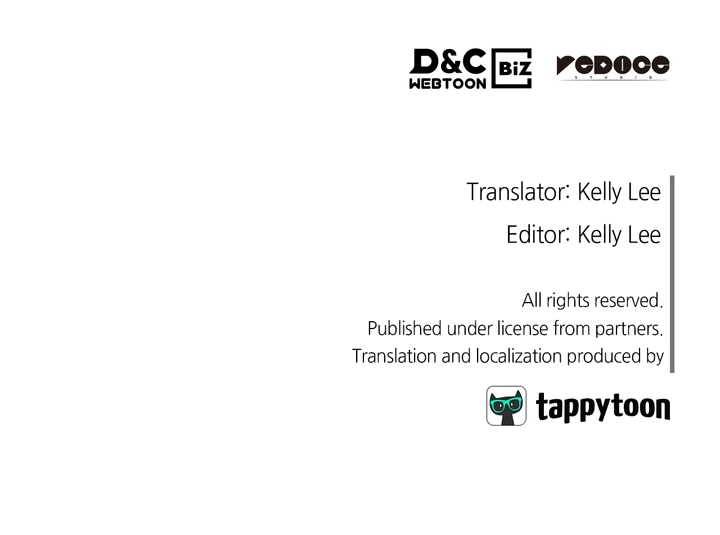 D&C WEBTOON BiZ
REDICE STUDIO
Translator: Kelly Lee
Editor: Kelly Lee
All rights reserved.
Published under license from partners.
Translation and localization produced by
tappytoon